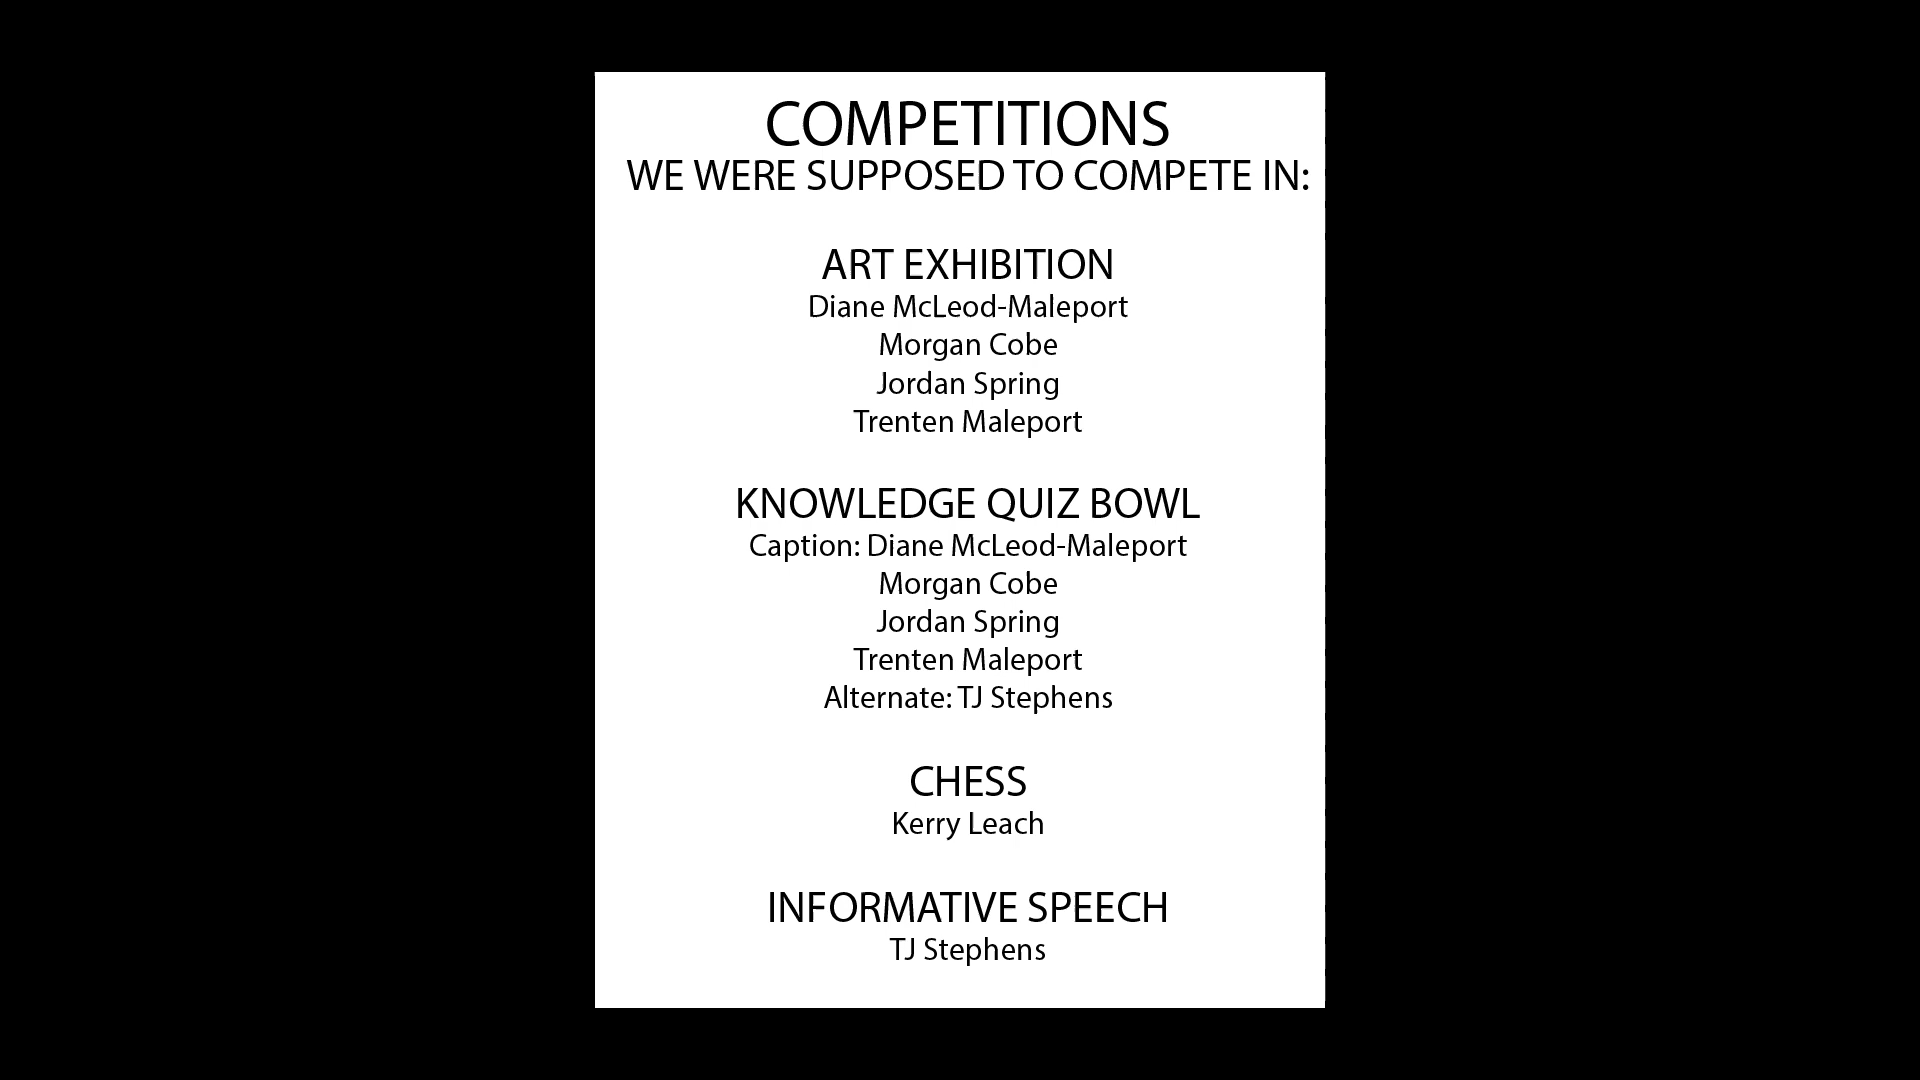 COMPETITIONS
WE WERE SUPPOSED TO COMPETE IN:
ART EXHIBITION
Diane McLeod-Maleport
Morgan Cobe
Jordan Spring
Trenten Maleport
KNOWLEDGE QUIZ BOWL
Caption: Diane McLeod-Maleport
Morgan Cobe
Jordan Spring
Trenten Maleport
Alternate: TJ Stephens
CHESS
Kerry Leach
INFORMATIVE SPEECH
TJ Stephens